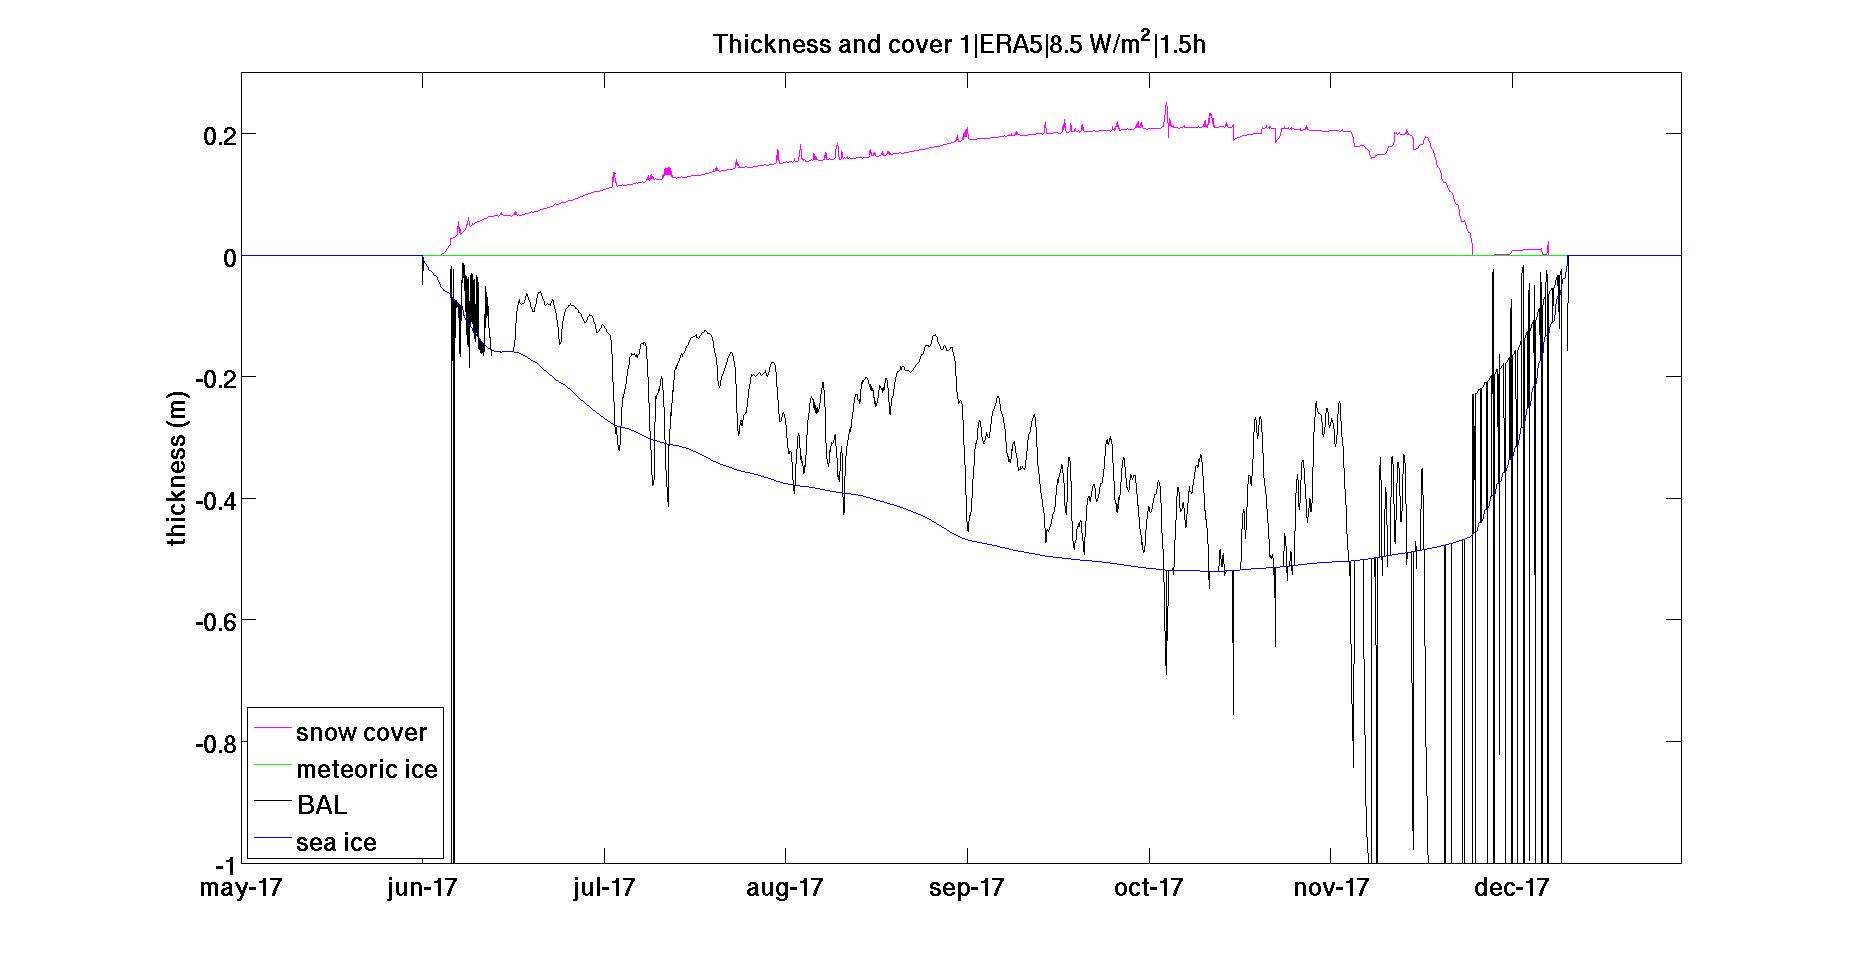 Thickness and cover 1|ERA5|8.5 W/m²|1.5h
thickness (m)
0.2
0
-0.2
-0.4
-0.6
-0.8
-1
snow cover
meteoric ice
BAL
sea ice
may-17 jun-17 jul-17 aug-17 sep-17 oct-17 nov-17 dec-17